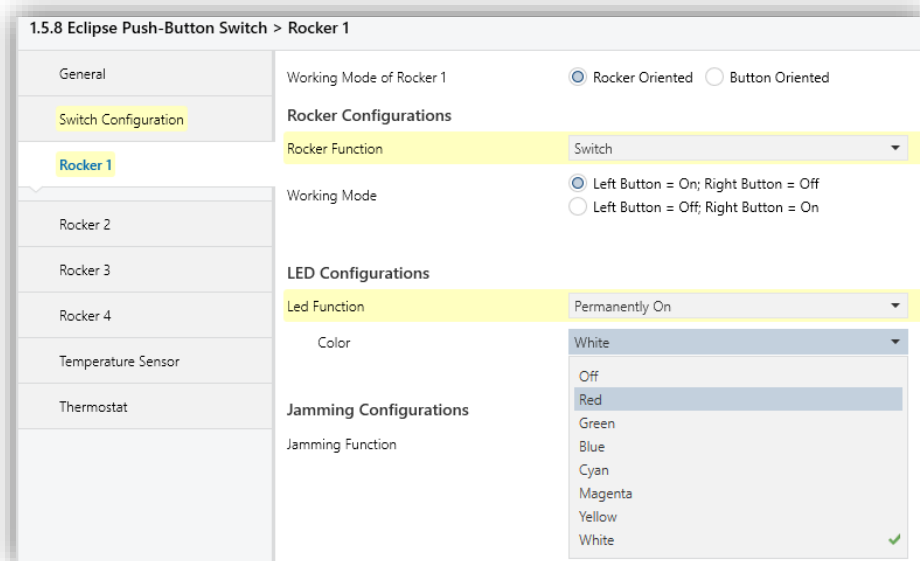 1.5.8 Eclipse Push-Button Switch > Rocker 1
General
Switch Configuration
Rocker 1
Rocker 2
Rocker 3
Rocker 4
Temperature Sensor
Thermostat
Working Mode of Rocker 1 Rocker Oriented Button Oriented
Rocker Configurations
Rocker Function Switch
Working Mode Left Button = On; Right Button = Off
Left Button = Off; Right Button = On
LED Configurations
Led Function Permanently On
Color White
Off
Red
Green
Blue
Cyan
Magenta
Yellow
White
Jamming Configurations
Jamming Function